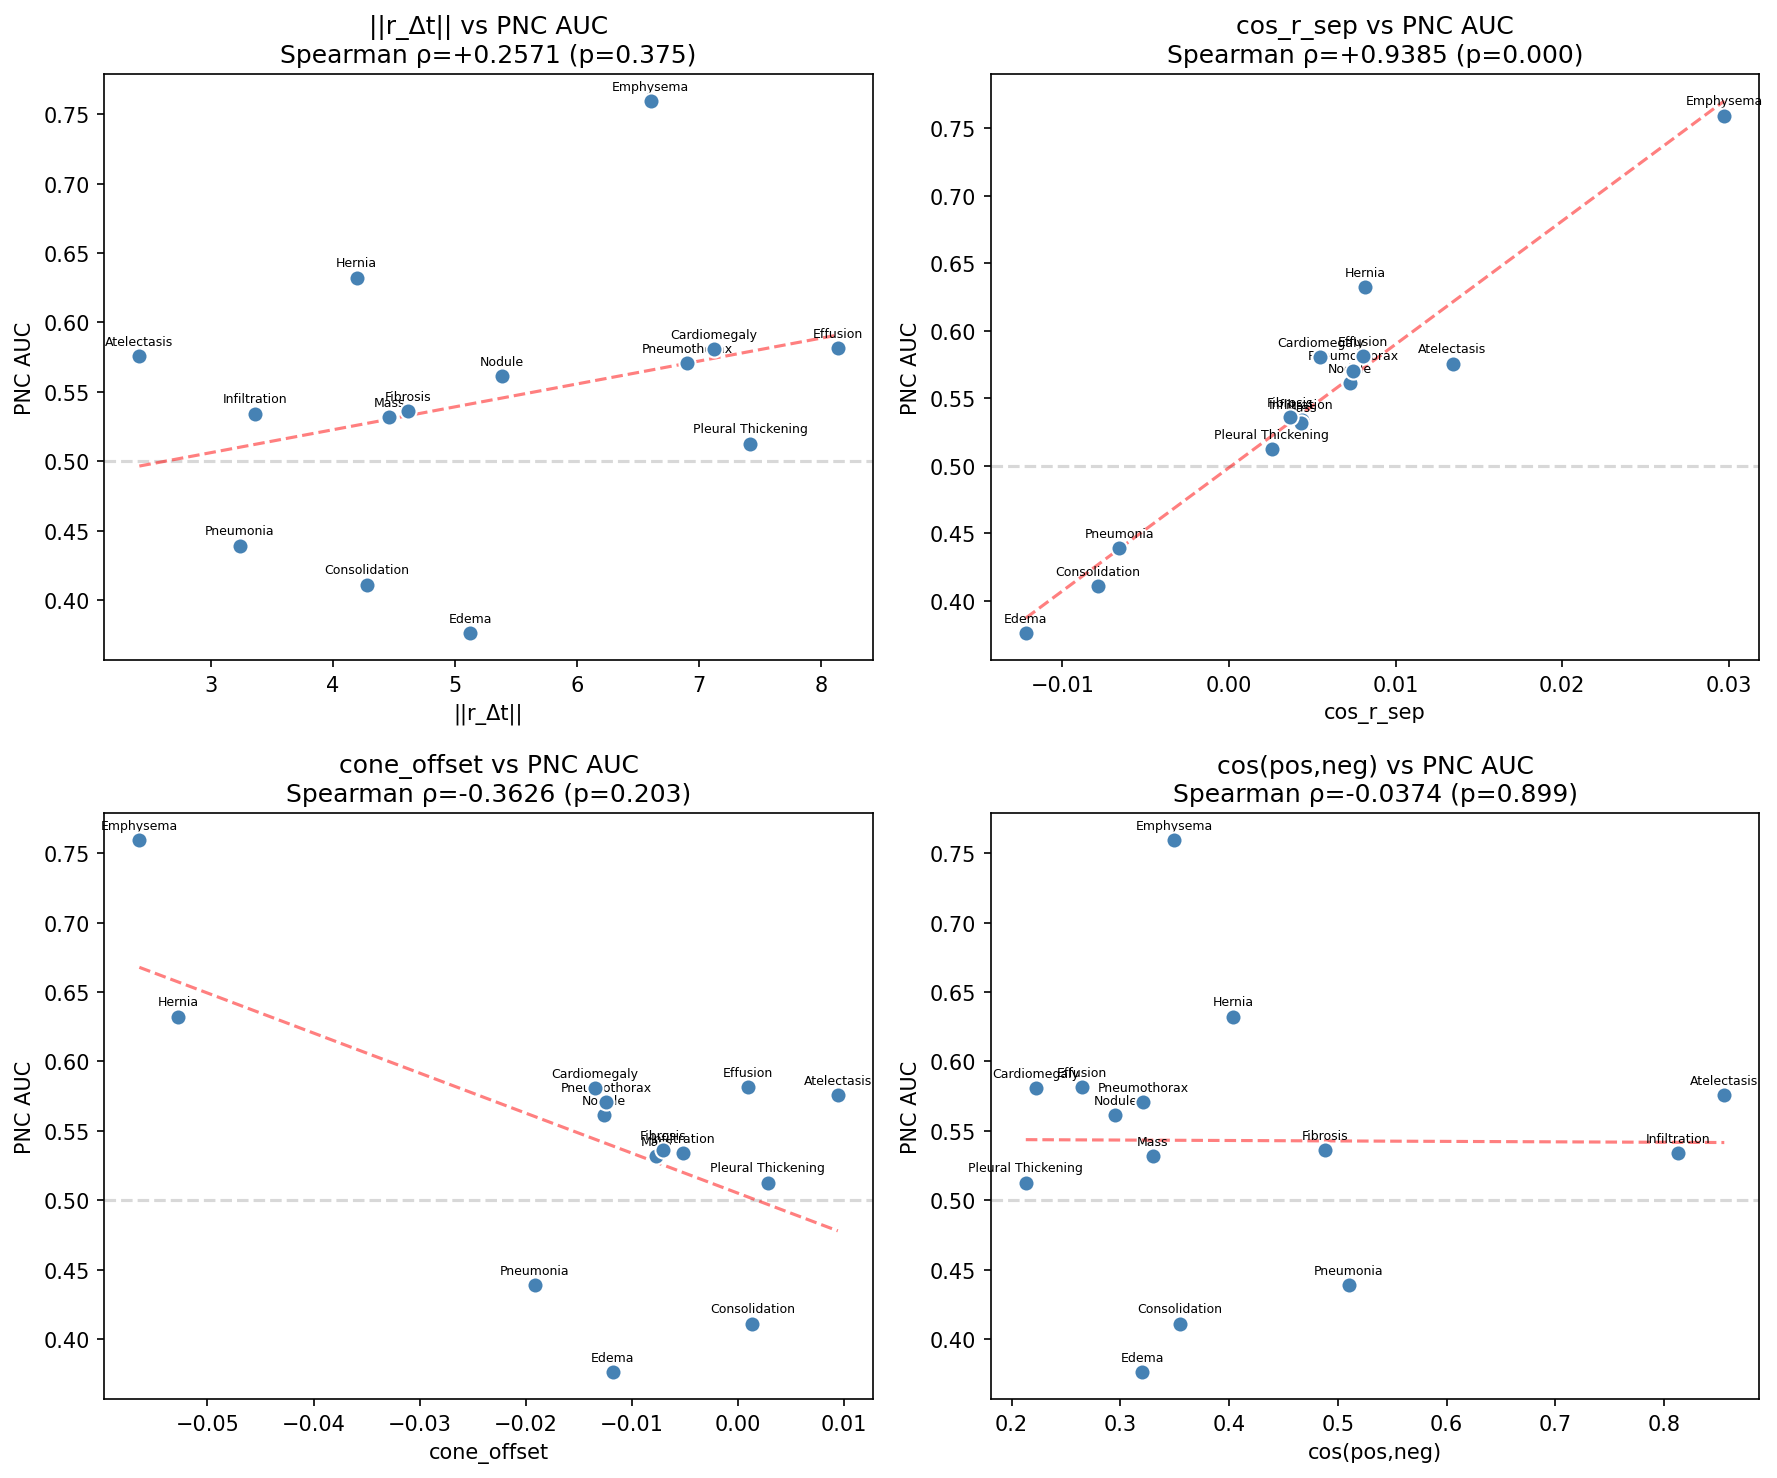 ||r_Δt|| vs PNC AUC
Spearman ρ=+0.2571 (p=0.375)
PNC AUC
0.75
0.70
0.65
0.60
0.55
0.50
0.45
0.40
Emphysema
Hernia
Atelectasis
Cardiomegaly
Effusion
Pneumothorax
Nodule
Infiltration
Fibrosis
Mass
Pleural Thickening
Pneumonia
Consolidation
Edema
3
4
5
6
7
8
||r_Δt||
cos_r_sep vs PNC AUC
Spearman ρ=+0.9385 (p=0.000)
PNC AUC
0.75
0.70
0.65
0.60
0.55
0.50
0.45
0.40
Emphysema
Hernia
Cardiomegaly
Effusion
Pneumothorax
Atelectasis
Nodule
Fibrosis
Infiltration
Mass
Pleural Thickening
Pneumonia
Consolidation
Edema
−0.01
0.00
0.01
0.02
0.03
cos_r_sep
cone_offset vs PNC AUC
Spearman ρ=-0.3626 (p=0.203)
PNC AUC
0.75
0.70
0.65
0.60
0.55
0.50
0.45
0.40
Emphysema
Hernia
Cardiomegaly
Effusion
Atelectasis
Pneumothorax
Nodule
Fibrosis
Infiltration
Mass
Pleural Thickening
Pneumonia
Consolidation
Edema
−0.05
−0.04
−0.03
−0.02
−0.01
0.00
0.01
cone_offset
cos(pos,neg) vs PNC AUC
Spearman ρ=-0.0374 (p=0.899)
PNC AUC
0.75
0.70
0.65
0.60
0.55
0.50
0.45
0.40
Emphysema
Hernia
Cardiomegaly
Effusion
Pneumothorax
Atelectasis
Nodule
Mass
Fibrosis
Infiltration
Pleural Thickening
Pneumonia
Consolidation
Edema
0.2
0.3
0.4
0.5
0.6
0.7
0.8
cos(pos,neg)